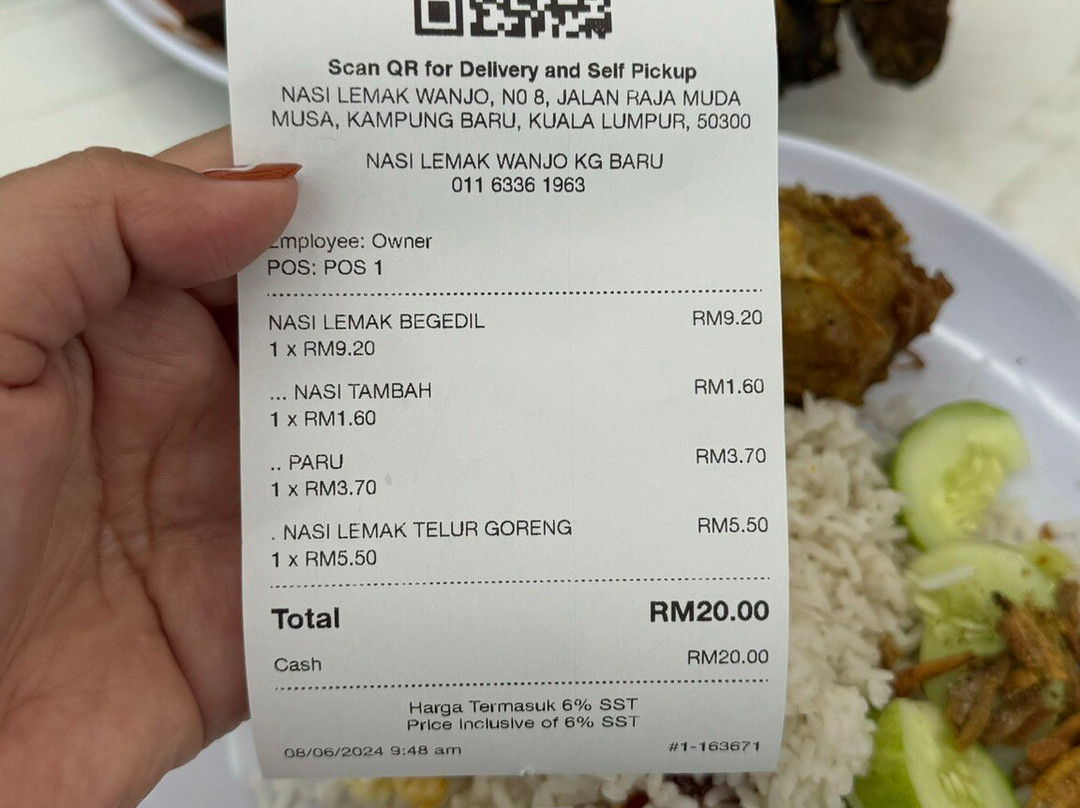 Scan QR for Delivery and Self Pickup
NASI LEMAK WANJO, N0 8, JALAN RAJA MUDA
MUSA, KAMPUNG BARU, KUALA LUMPUR, 50300
NASI LEMAK WANJO KG BARU
011 6336 1963
Employee: Owner
POS: POS 1
NASI LEMAK BEGEDIL RM9.20
1 x RM9.20
... NASI TAMBAH RM1.60
1 x RM1.60
.. PARU RM3.70
1 x RM3.70
. NASI LEMAK TELUR GORENG RM5.50
1 x RM5.50
Total RM20.00
Cash RM20.00
Harga Termasuk 6% SST
Price Inclusive of 6% SST
08/06/2024 9:48 am #1-163671